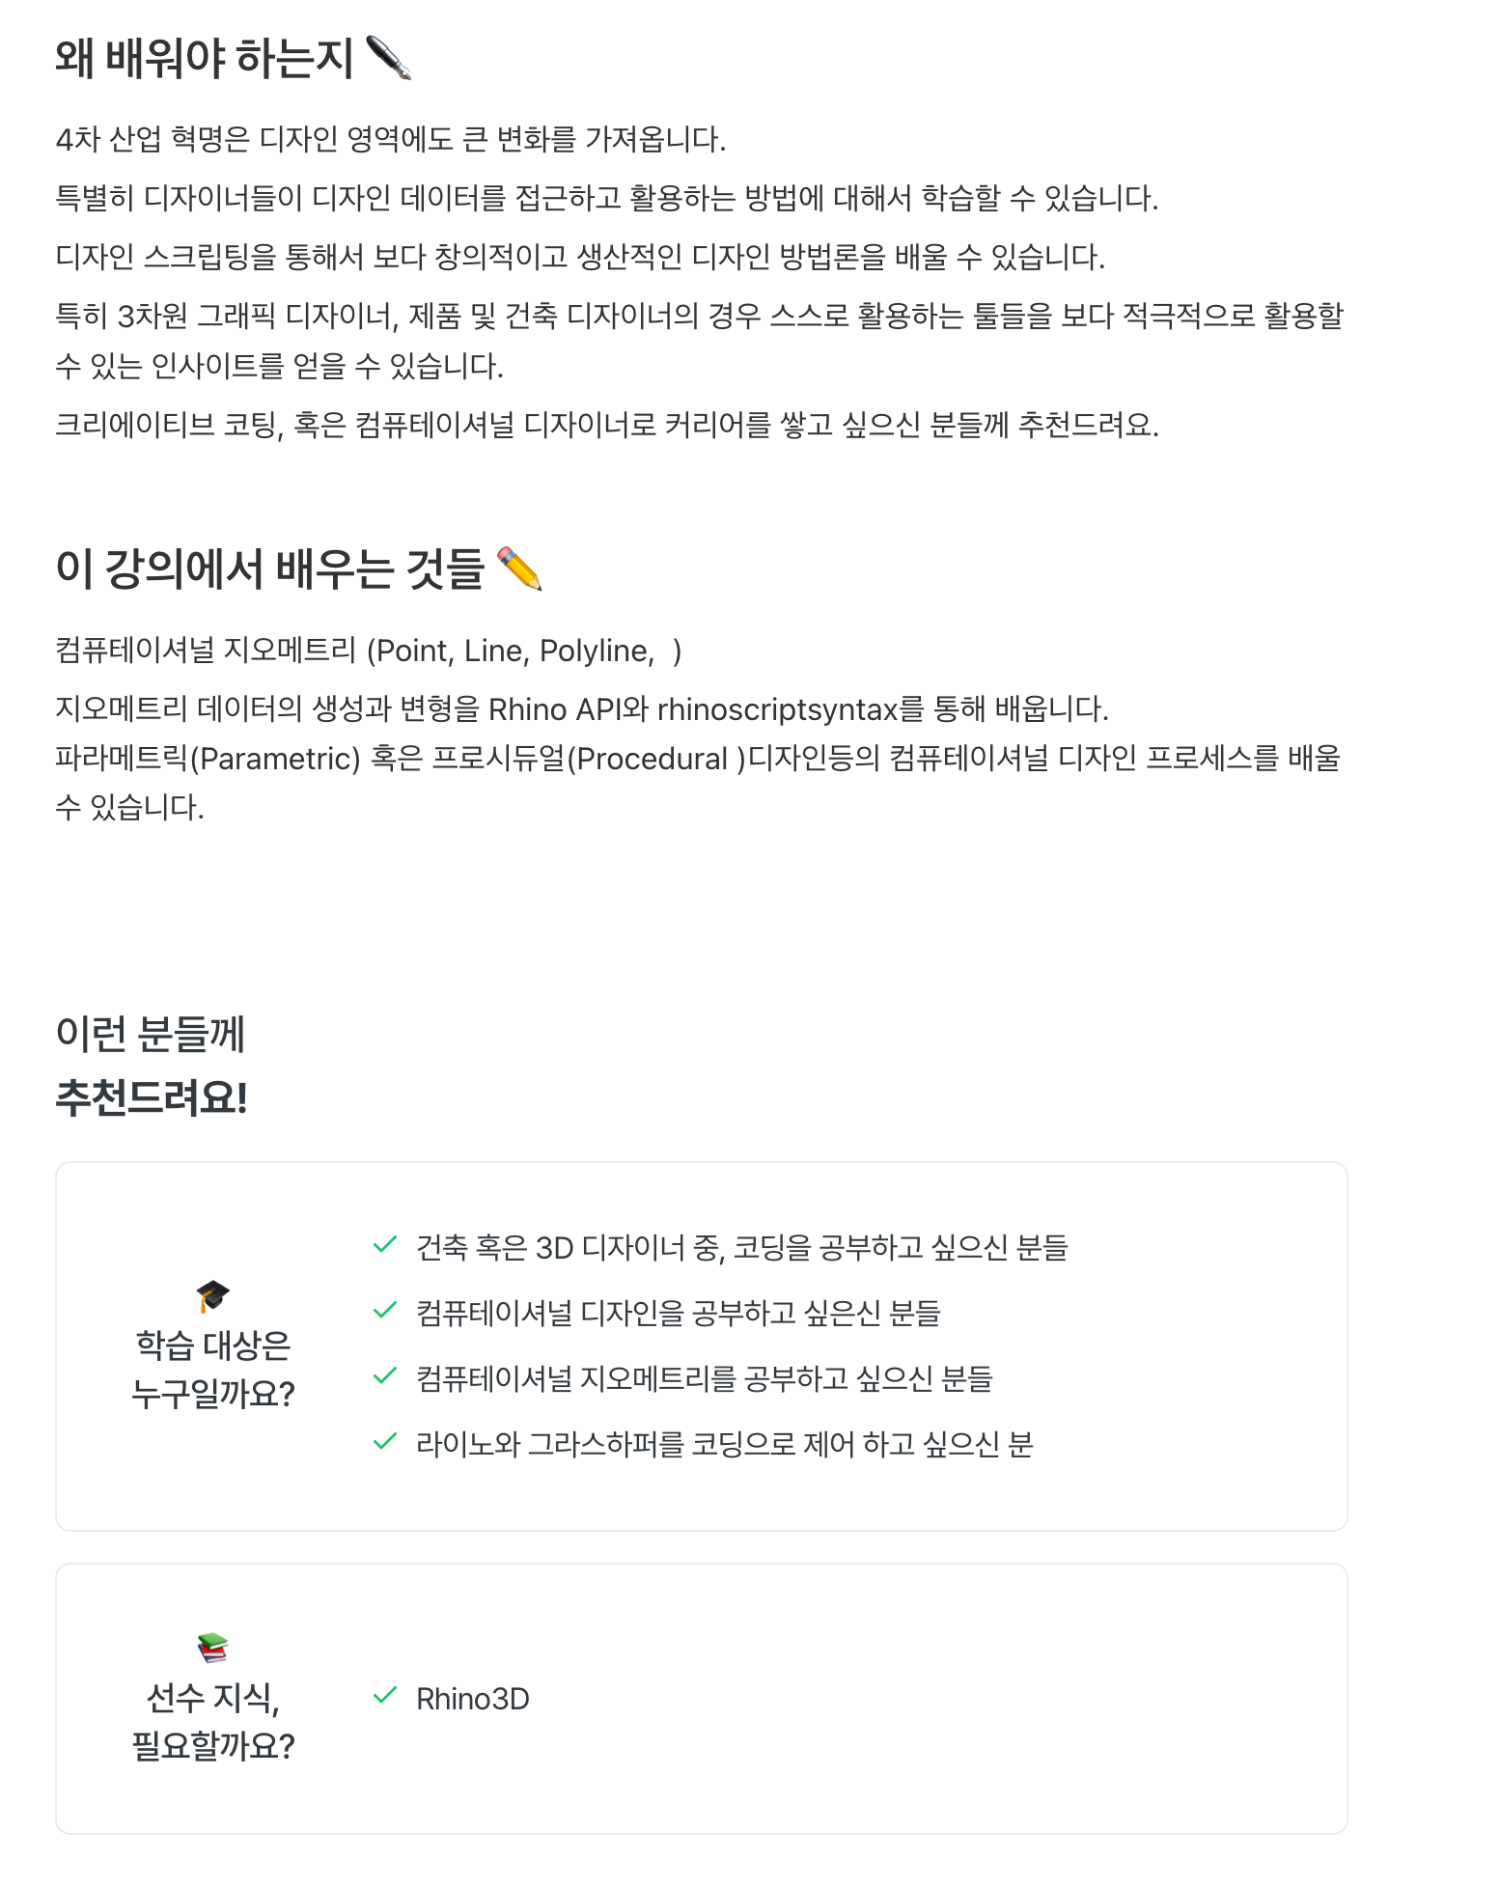 왜 배워야 하는지 ✒️
4차 산업 혁명은 디자인 영역에도 큰 변화를 가져옵니다.
특별히 디자이너들이 디자인 데이터를 접근하고 활용하는 방법에 대해서 학습할 수 있습니다.
디자인 스크립팅을 통해서 보다 창의적이고 생산적인 디자인 방법론을 배울 수 있습니다.
특히 3차원 그래픽 디자이너, 제품 및 건축 디자이너의 경우 스스로 활용하는 툴들을 보다 적극적으로 활용할
수 있는 인사이트를 얻을 수 있습니다.
크리에이티브 코팅, 혹은 컴퓨테이셔널 디자이너로 커리어를 쌓고 싶으신 분들께 추천드려요.
이 강의에서 배우는 것들 ✏️
컴퓨테이셔널 지오메트리 (Point, Line, Polyline,  )
지오메트리 데이터의 생성과 변형을 Rhino API와 rhinoscriptsyntax를 통해 배웁니다.
파라메트릭(Parametric) 혹은 프로시듀얼(Procedural )디자인등의 컴퓨테이셔널 디자인 프로세스를 배울
수 있습니다.
이런 분들께
추천드려요!
🎓
학습 대상은
누구일까요?
건축 혹은 3D 디자이너 중, 코딩을 공부하고 싶으신 분들
컴퓨테이셔널 디자인을 공부하고 싶은신 분들
컴퓨테이셔널 지오메트리를 공부하고 싶으신 분들
라이노와 그라스하퍼를 코딩으로 제어 하고 싶으신 분
📚
선수 지식,
필요할까요?
Rhino3D